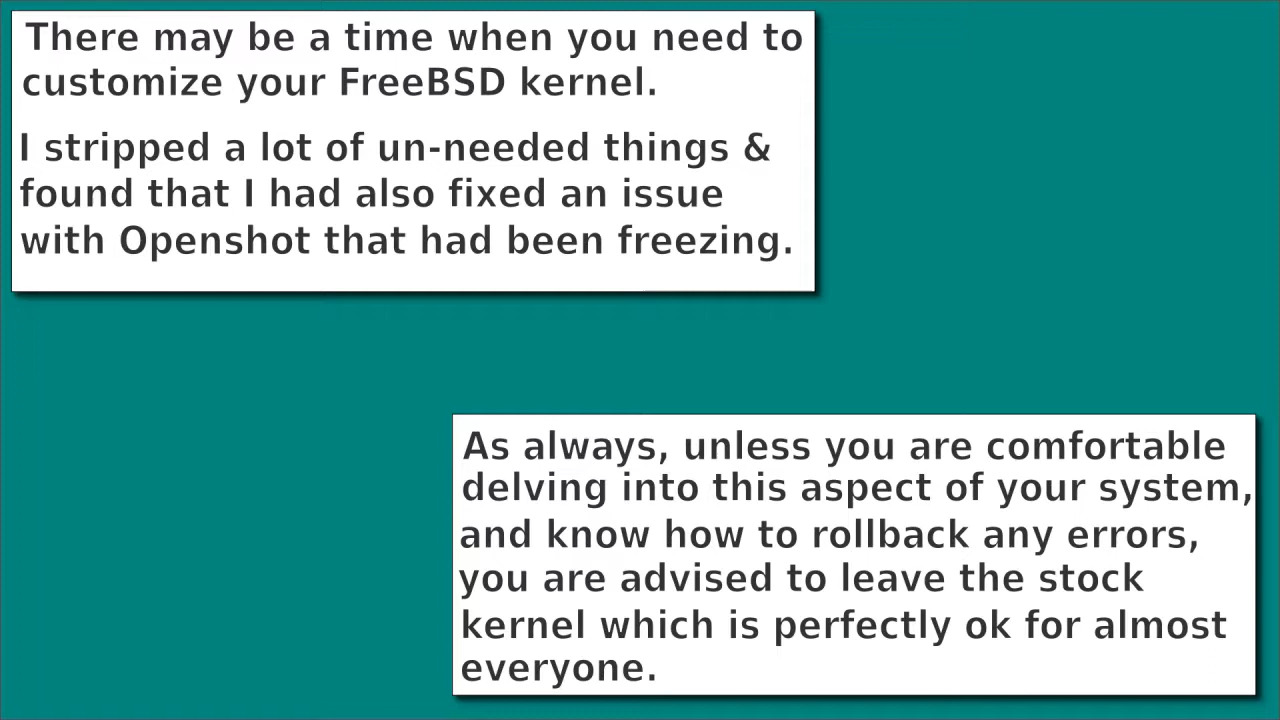 There may be a time when you need to
customize your FreeBSD kernel.
I stripped a lot of un-needed things &
found that I had also fixed an issue
with Openshot that had been freezing.
As always, unless you are comfortable
delving into this aspect of your system,
and know how to rollback any errors,
you are advised to leave the stock
kernel which is perfectly ok for almost
everyone.